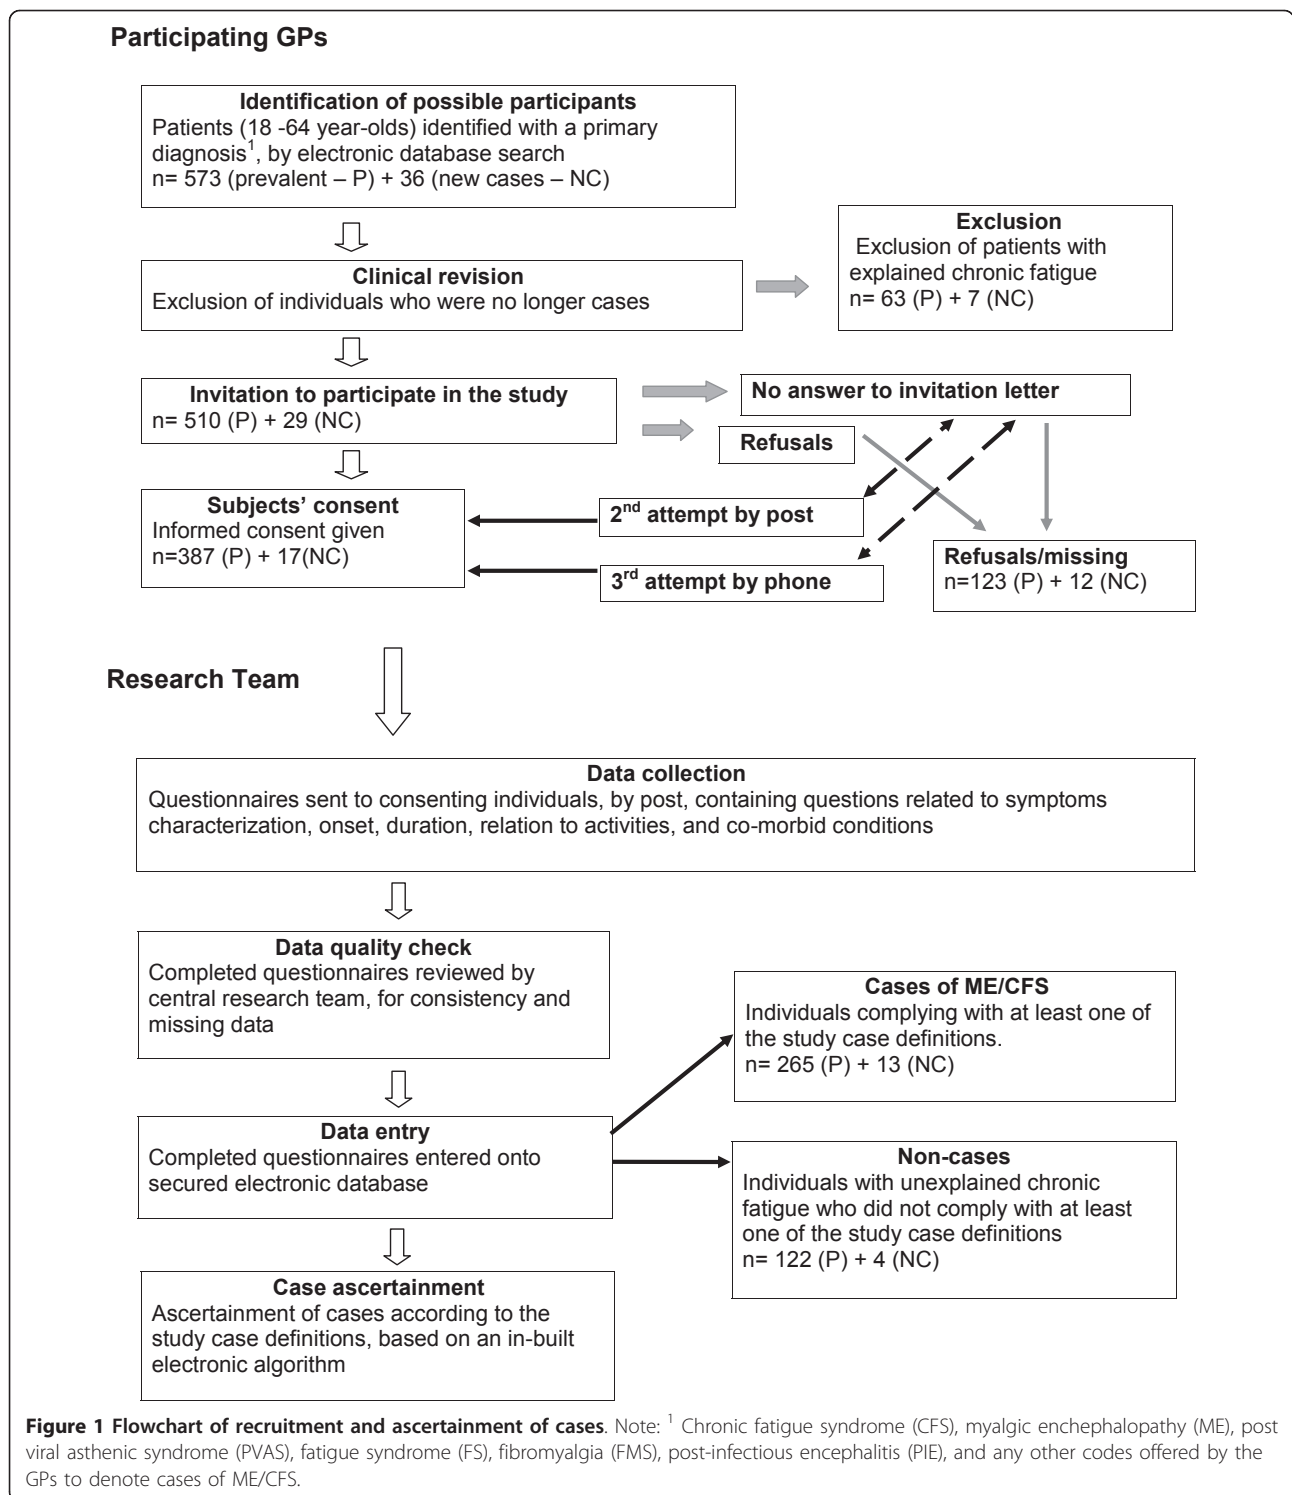 Participating GPs
Identification of possible participants
Patients (18 -64 year-olds) identified with a primary
diagnosis1, by electronic database search
n= 573 (prevalent – P) + 36 (new cases – NC)
Exclusion
Exclusion of patients with
explained chronic fatigue
n= 63 (P) + 7 (NC)
Clinical revision
Exclusion of individuals who were no longer cases
Invitation to participate in the study
n= 510 (P) + 29 (NC)
No answer to invitation letter
Refusals
Subjects’ consent
Informed consent given
n=387 (P) + 17(NC)
2nd attempt by post
3rd attempt by phone
Refusals/missing
n=123 (P) + 12 (NC)
Research Team
Data collection
Questionnaires sent to consenting individuals, by post, containing questions related to symptoms
characterization, onset, duration, relation to activities, and co-morbid conditions
Data quality check
Completed questionnaires reviewed by
central research team, for consistency and
missing data
Cases of ME/CFS
Individuals complying with at least one of
the study case definitions.
n= 265 (P) + 13 (NC)
Data entry
Completed questionnaires entered onto
secured electronic database
Non-cases
Individuals with unexplained chronic
fatigue who did not comply with at least
one of the study case definitions
n= 122 (P) + 4 (NC)
Case ascertainment
Ascertainment of cases according to the
study case definitions, based on an in-built
electronic algorithm
Figure 1 Flowchart of recruitment and ascertainment of cases. Note: 1 Chronic fatigue syndrome (CFS), myalgic enchephalopathy (ME), post
viral asthenic syndrome (PVAS), fatigue syndrome (FS), fibromyalgia (FMS), post-infectious encephalitis (PIE), and any other codes offered by the
GPs to denote cases of ME/CFS.